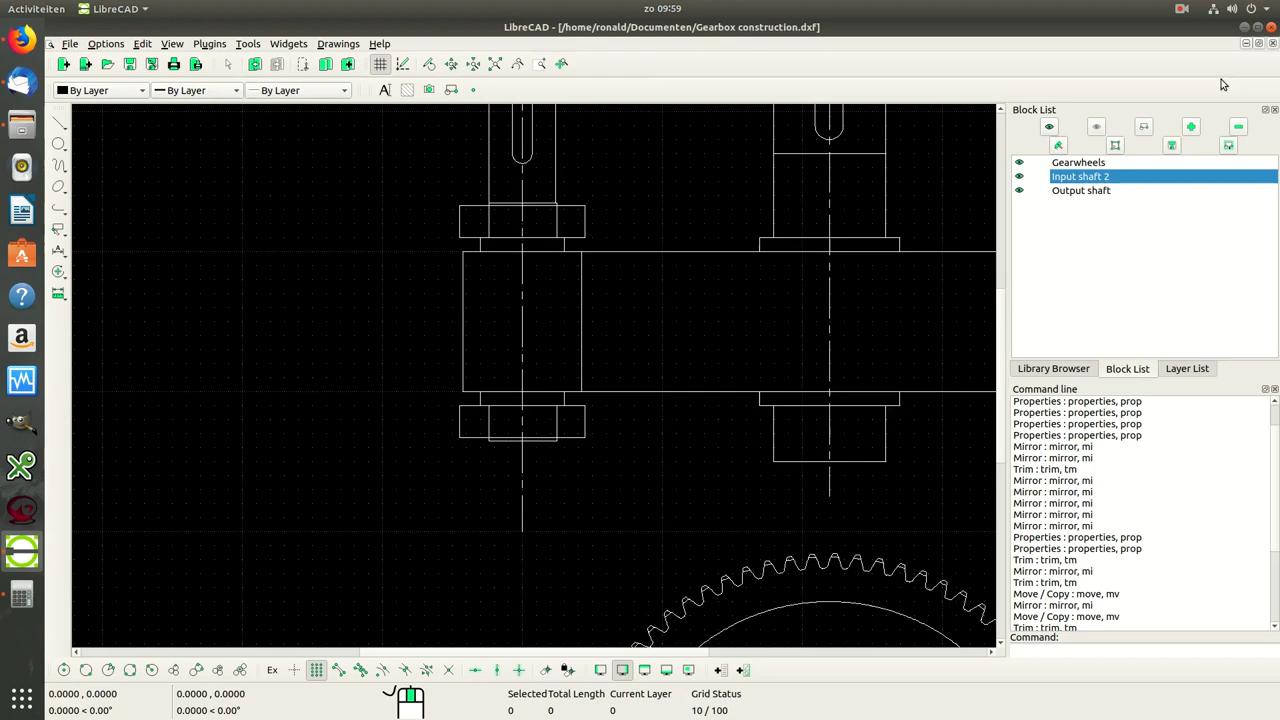 Activiteiten
LibreCAD
zo 09:59
LibreCAD - [/home/ronald/Documenten/Gearbox construction.dxf]
File Options Edit View Plugins Tools Widgets Drawings Help
By Layer By Layer By Layer
Block List
Gearwheels
Input shaft 2
Output shaft
Library Browser Block List Layer List
Command line
Properties : properties, prop
Properties : properties, prop
Properties : properties, prop
Properties : properties, prop
Mirror : mirror, mi
Mirror : mirror, mi
Trim : trim, tm
Mirror : mirror, mi
Mirror : mirror, mi
Mirror : mirror, mi
Mirror : mirror, mi
Mirror : mirror, mi
Properties : properties, prop
Properties : properties, prop
Trim : trim, tm
Mirror : mirror, mi
Trim : trim, tm
Move / Copy : move, mv
Mirror : mirror, mi
Move / Copy : move, mv
Trim : trim, tm
Command:
Ex
0.0000 , 0.0000 0.0000 , 0.0000 Selected Total Length Current Layer Grid Status
0.0000 < 0.00° 0.0000 < 0.00° 0 0 0 10 / 100